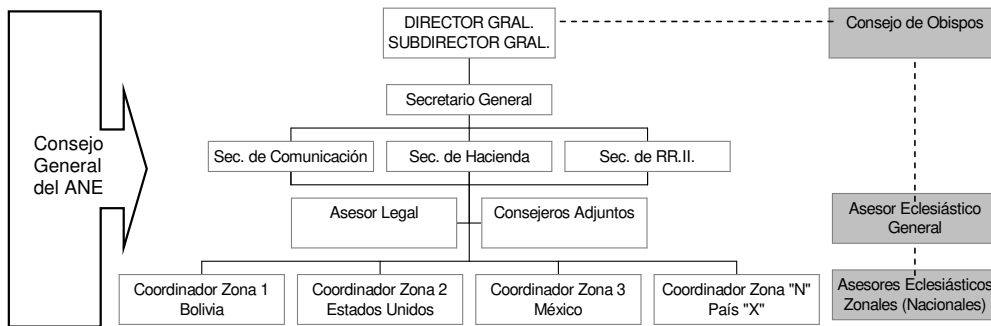 DIRECTOR GRAL.
SUBDIRECTOR GRAL.
Consejo de Obispos
Secretario General
Consejo
General
del ANE
Sec. de Comunicación
Sec. de Hacienda
Sec. de RR.II.
Asesor Legal
Consejeros Adjuntos
Asesor Eclesiástico
General
Coordinador Zona 1
Bolivia
Coordinador Zona 2
Estados Unidos
Coordinador Zona 3
México
Coordinador Zona "N"
País "X"
Asesores Eclesiásticos
Zonales (Nacionales)